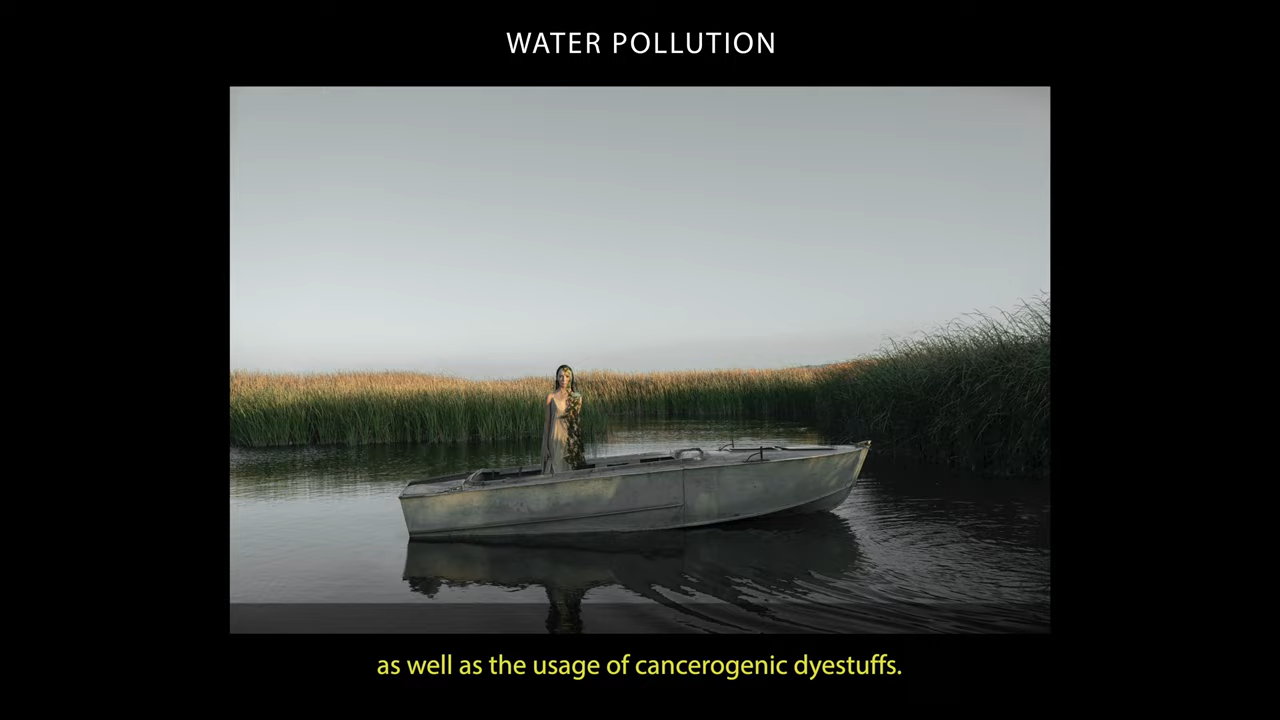 WATER POLLUTION
as well as the usage of cancerogenic dyestuffs.